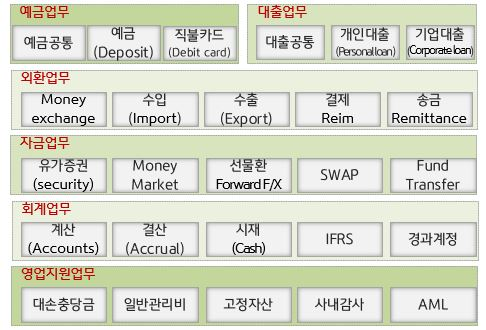 예금업무
예금공통
예금
(Deposit)
직불카드
(Debit card)
대출업무
대출공통
개인대출
(Personal loan)
기업대출
(Corporate loan)
외환업무
Money
exchange
수입
(Import)
수출
(Export)
결제
Reim
송금
Remittance
자금업무
유가증권
(security)
Money
Market
선물환
Forward F/X
SWAP
Fund
Transfer
회계업무
계산
(Accounts)
결산
(Accrual)
시재
(Cash)
IFRS
경과계정
영업지원업무
대손충당금
일반관리비
고정자산
사내감사
AML